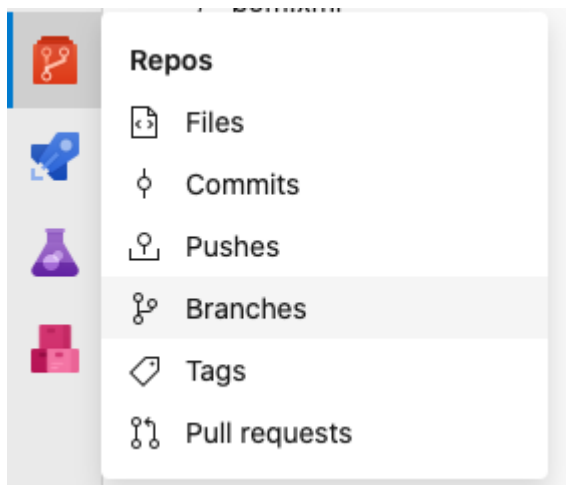 Repos
Files
Commits
Pushes
Branches
Tags
Pull requests